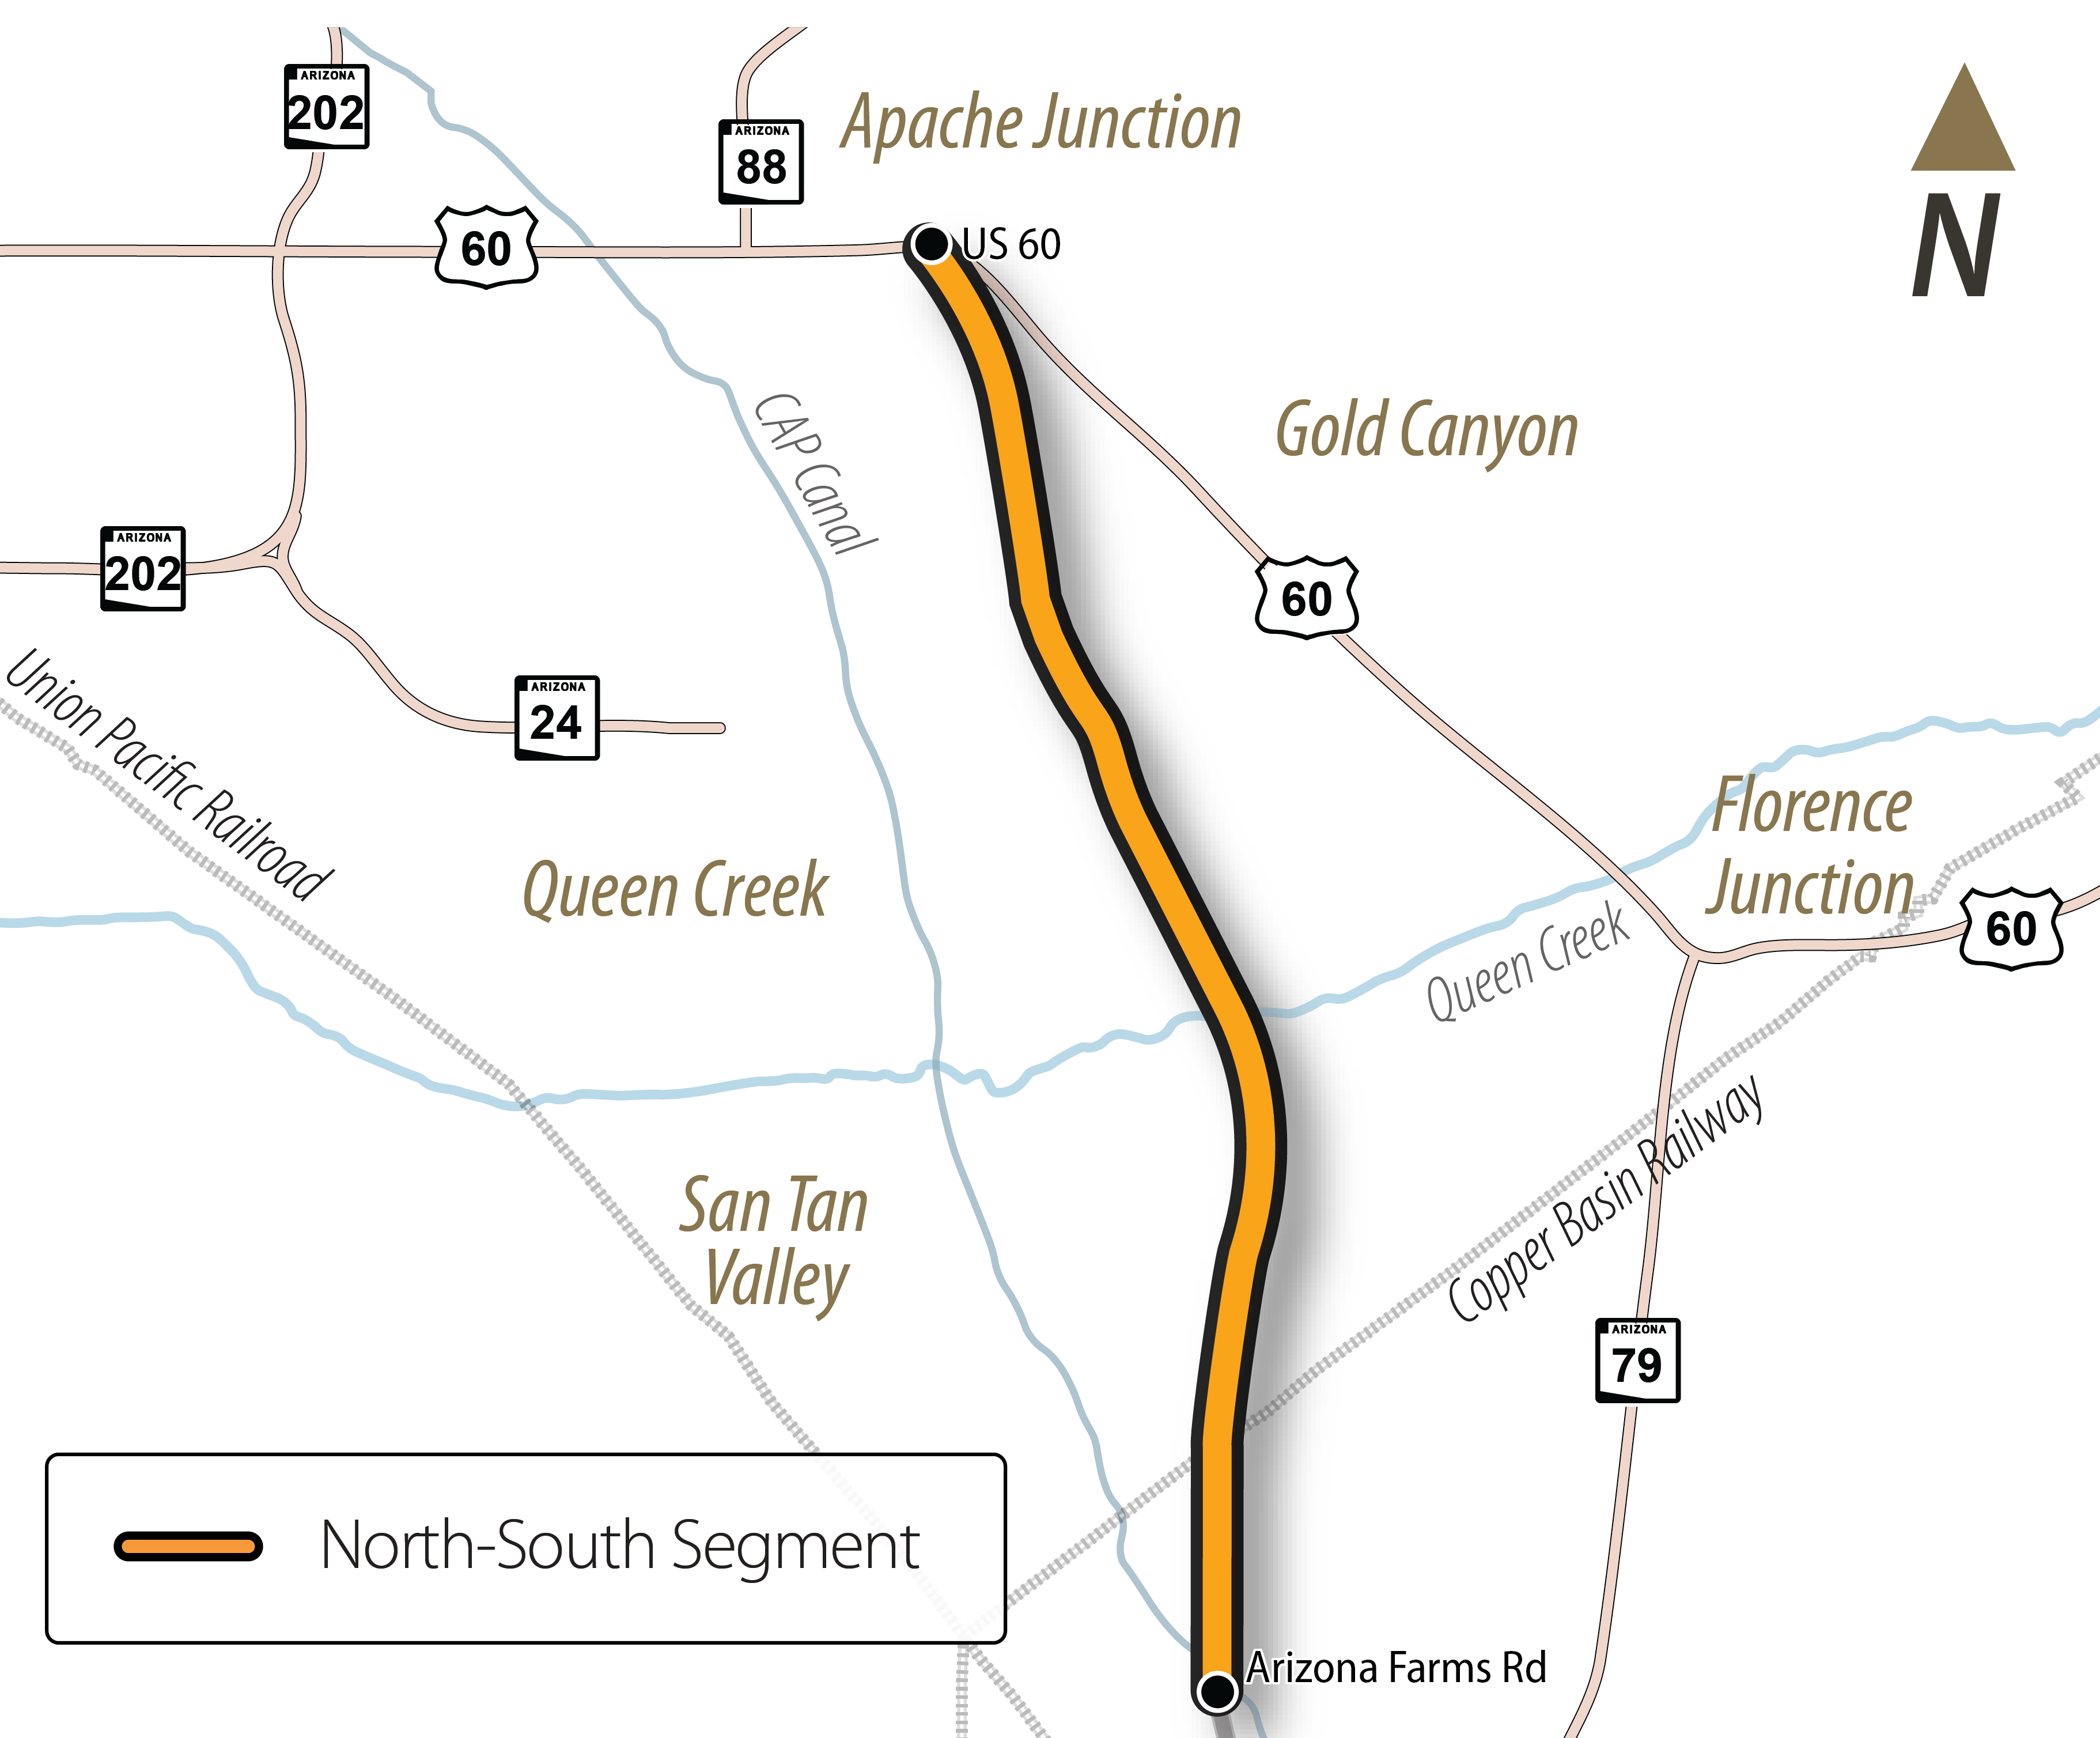 ARIZONA
202
ARIZONA
88
Apache Junction
N
60
US 60
CAP Canal
Gold Canyon
ARIZONA
202
60
Union Pacific Railroad
ARIZONA
24
Florence
Junction
Queen Creek
60
Queen Creek
San Tan
Valley
Copper Basin Railway
ARIZONA
79
North-South Segment
Arizona Farms Rd